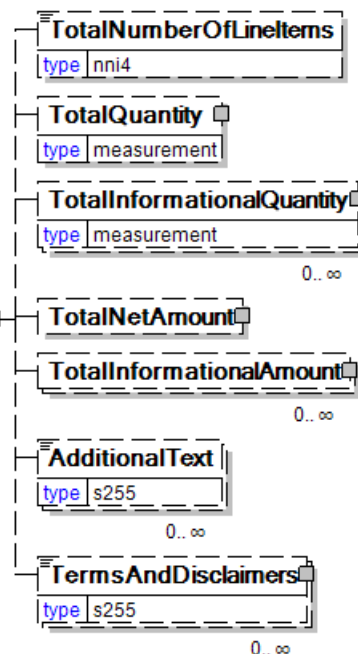 TotalNumberOfLineItems
type nni4
TotalQuantity
type measurement
TotalInformationalQuantity
type measurement
0.. ∞
TotalNetAmount
TotalInformationalAmount
0.. ∞
AdditionalText
type s255
0.. ∞
TermsAndDisclaimers
type s255
0.. ∞